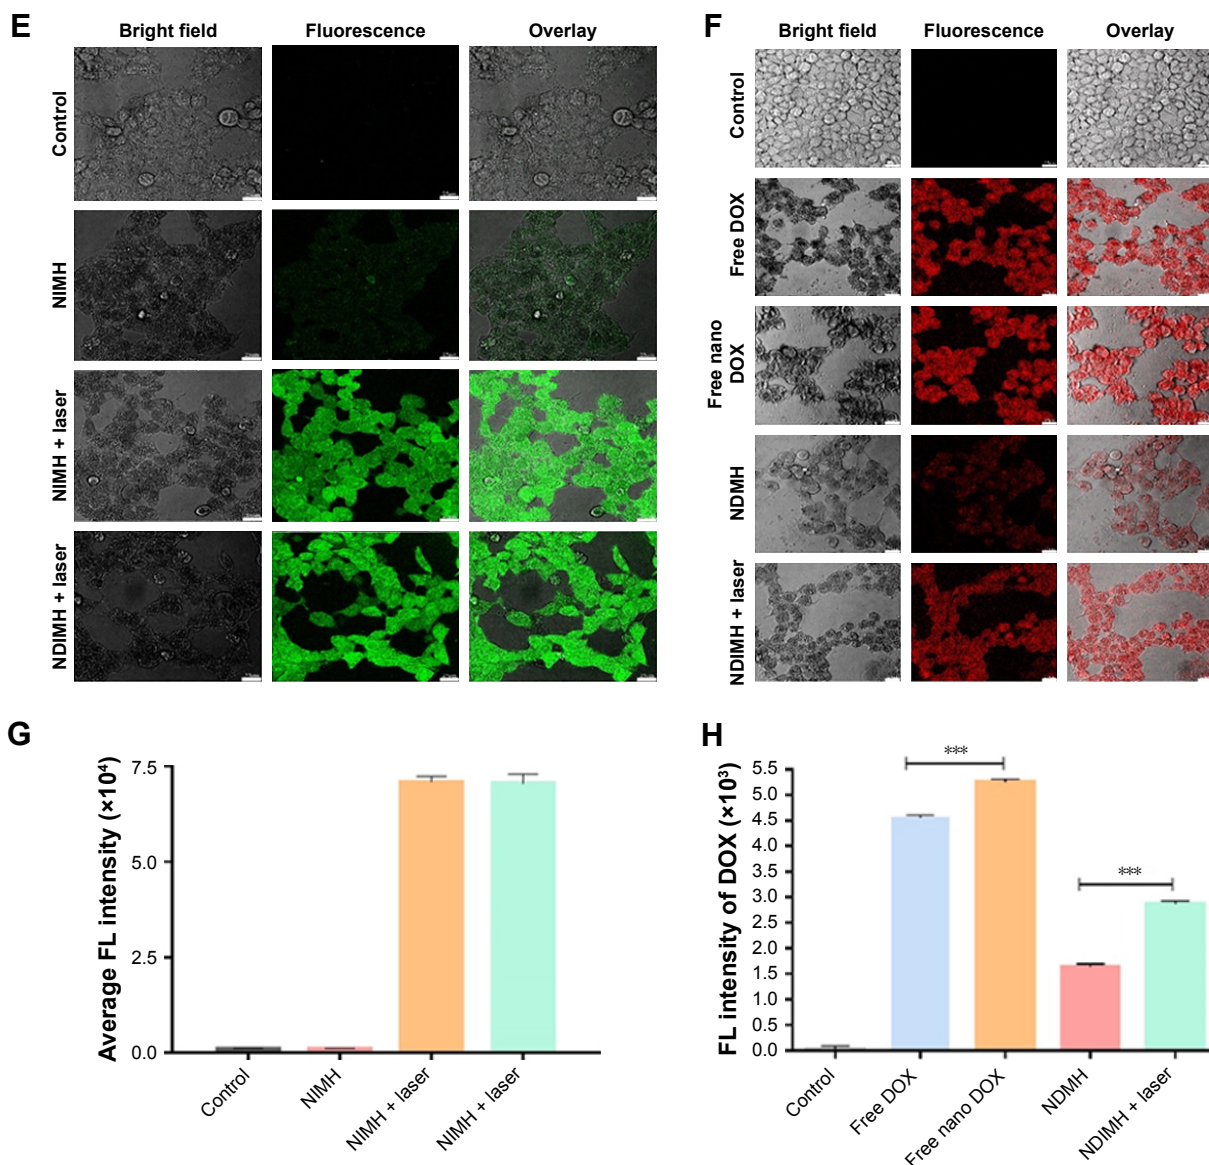 E
Bright field Fluorescence Overlay
Control
NIMH
NIMH + laser
NDIMH + laser
F
Bright field Fluorescence Overlay
Control
Free DOX
Free nano
DOX
NDMH
NDIMH + laser
G
Average FL intensity (×10⁴)
7.5
5.0
2.5
0.0
Control
NIMH
NIMH + laser
NIMH + laser
H
FL intensity of DOX (×10³)
5.5
5.0
4.5
4.0
3.5
3.0
2.5
2.0
1.5
1.0
0.5
0.0
***
***
Control
Free DOX
Free nano DOX
NDMH
NDIMH + laser